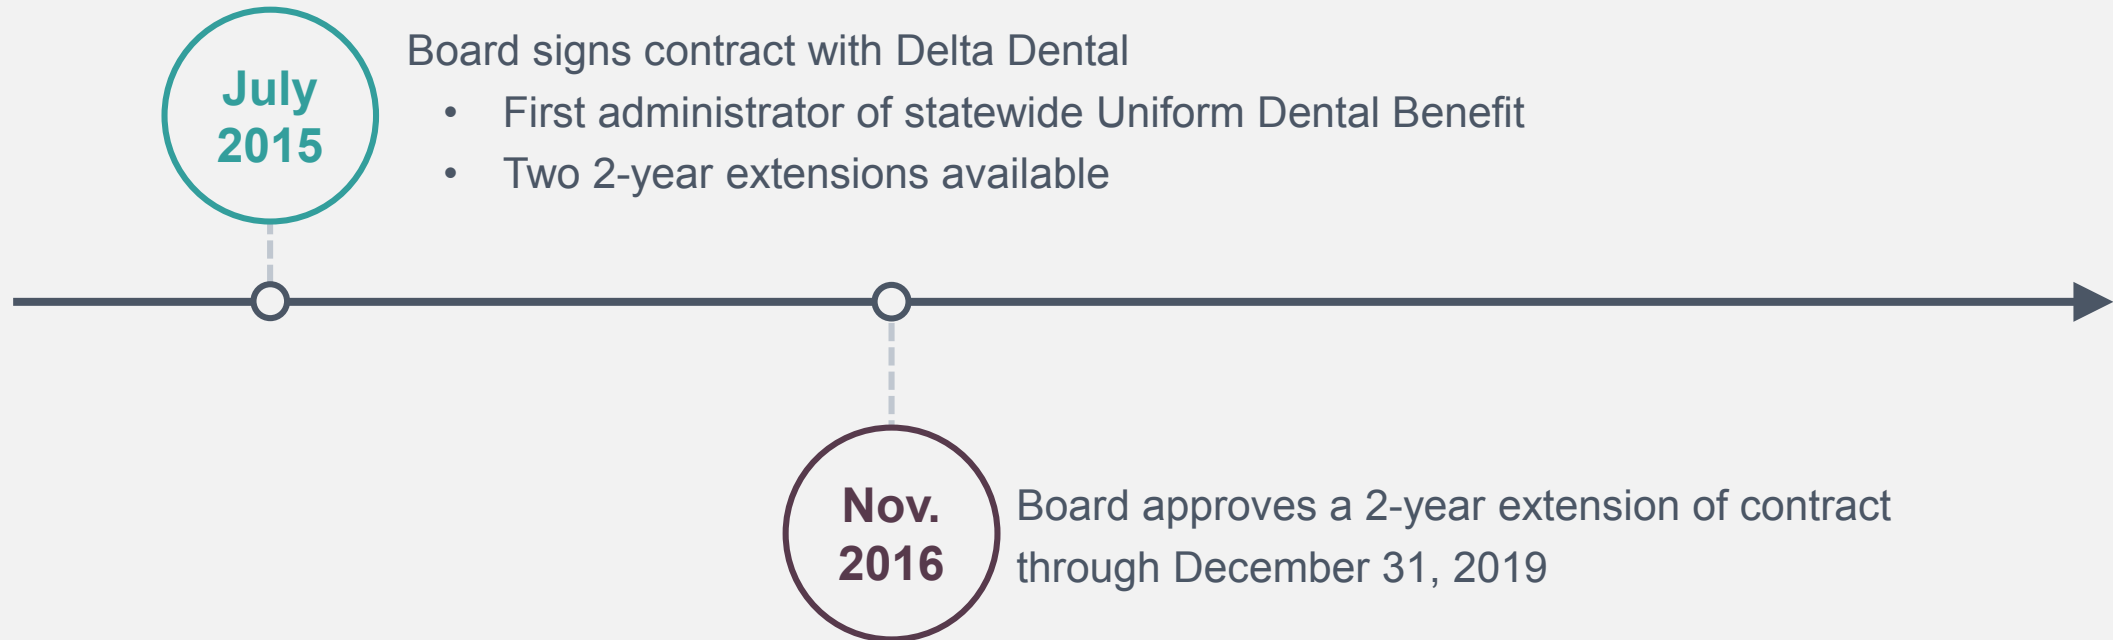 July
2015
Board signs contract with Delta Dental
• First administrator of statewide Uniform Dental Benefit
• Two 2-year extensions available
Nov.
2016
Board approves a 2-year extension of contract
through December 31, 2019